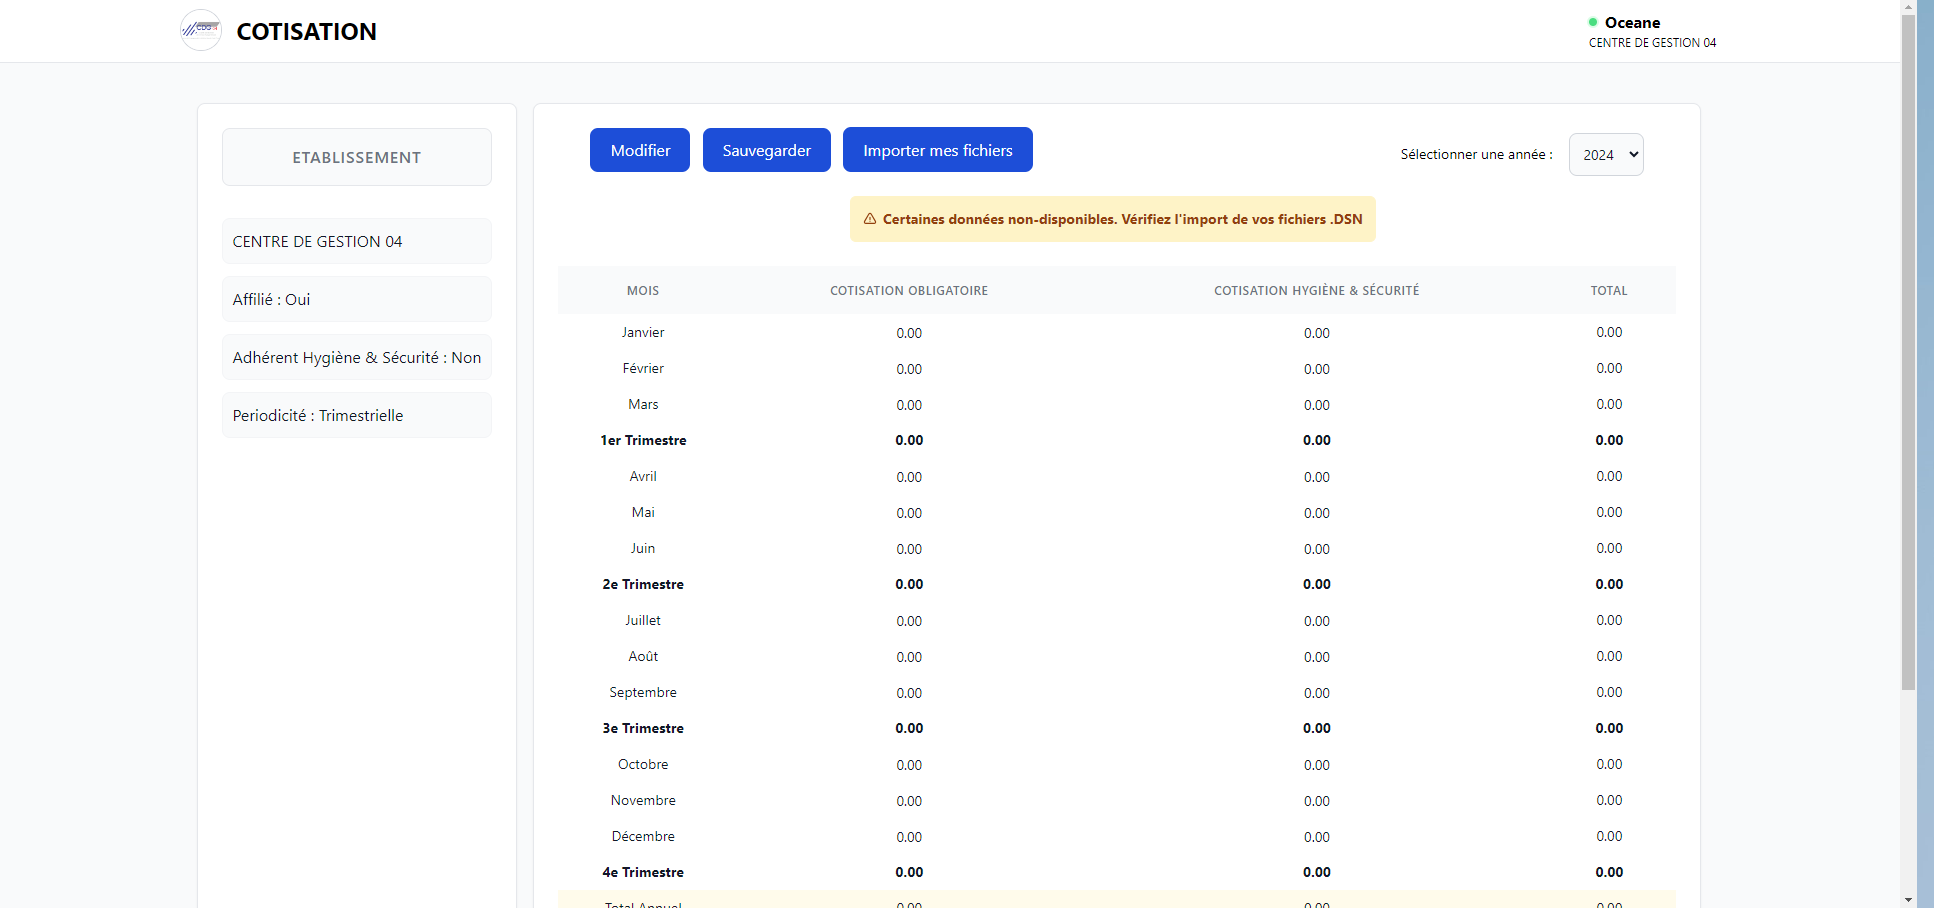 CDG
COTISATION
Oceane
CENTRE DE GESTION 04
ETABLISSEMENT
CENTRE DE GESTION 04
Affilié : Oui
Adhérent Hygiène & Sécurité : Non
Periodicité : Trimestrielle
Modifier Sauvegarder Importer mes fichiers
Sélectionner une année : 2024
Certaines données non-disponibles. Vérifiez l'import de vos fichiers .DSN
MOIS COTISATION OBLIGATOIRE COTISATION HYGIÈNE & SÉCURITÉ TOTAL
Janvier 0.00 0.00 0.00
Février 0.00 0.00 0.00
Mars 0.00 0.00 0.00
1er Trimestre 0.00 0.00 0.00
Avril 0.00 0.00 0.00
Mai 0.00 0.00 0.00
Juin 0.00 0.00 0.00
2e Trimestre 0.00 0.00 0.00
Juillet 0.00 0.00 0.00
Août 0.00 0.00 0.00
Septembre 0.00 0.00 0.00
3e Trimestre 0.00 0.00 0.00
Octobre 0.00 0.00 0.00
Novembre 0.00 0.00 0.00
Décembre 0.00 0.00 0.00
4e Trimestre 0.00 0.00 0.00
Total Annuel 0.00 0.00 0.00